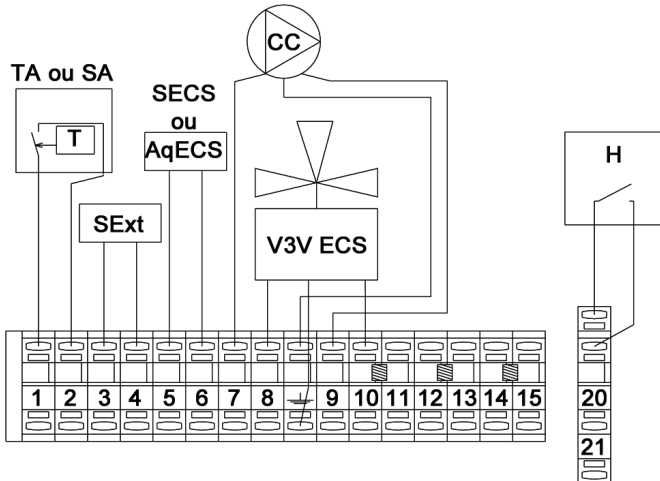 CC
TA ou SA
T
SECS
ou
AqECS
SExt
V3V ECS
H
1 2 3 4 5 6 7 8 9 10 11 12 13 14 15
20
21